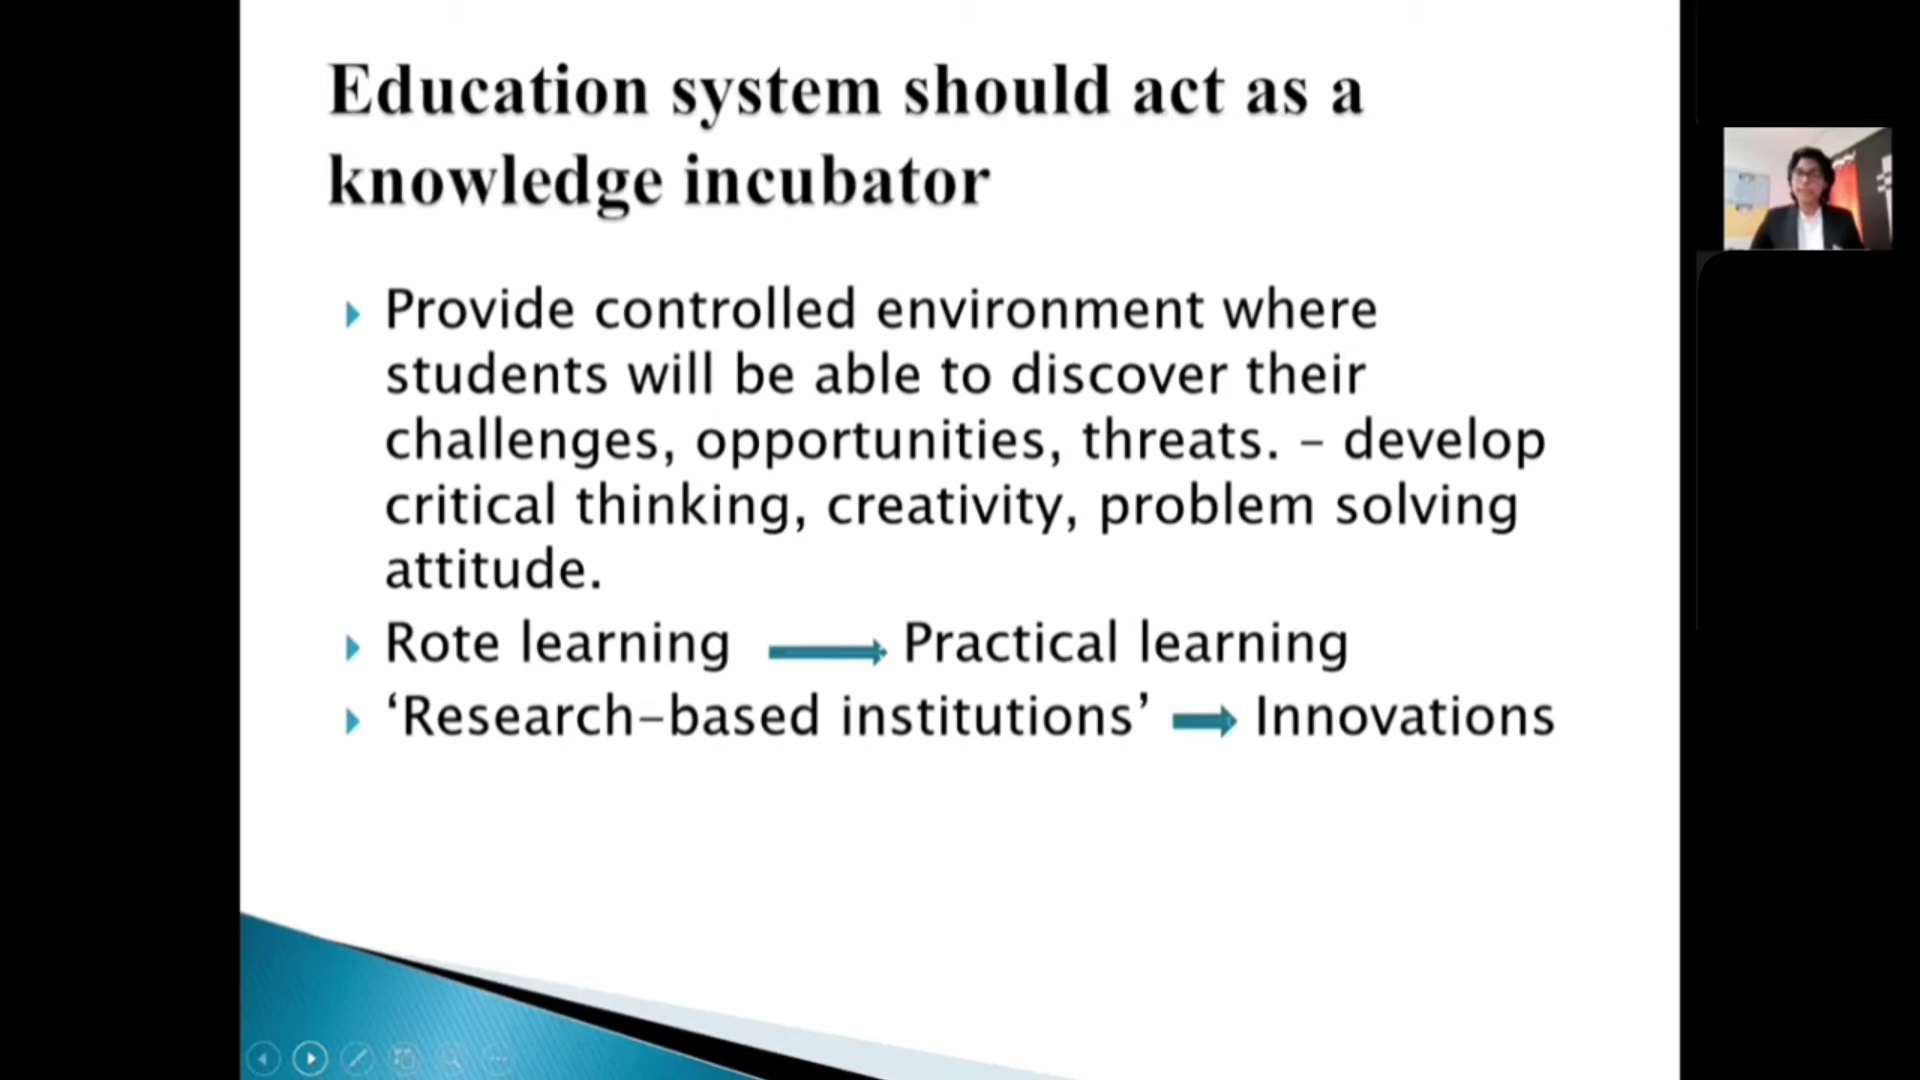 Education system should act as a
knowledge incubator
Provide controlled environment where
students will be able to discover their
challenges, opportunities, threats. – develop
critical thinking, creativity, problem solving
attitude.
Rote learning Practical learning
‘Research-based institutions’ Innovations